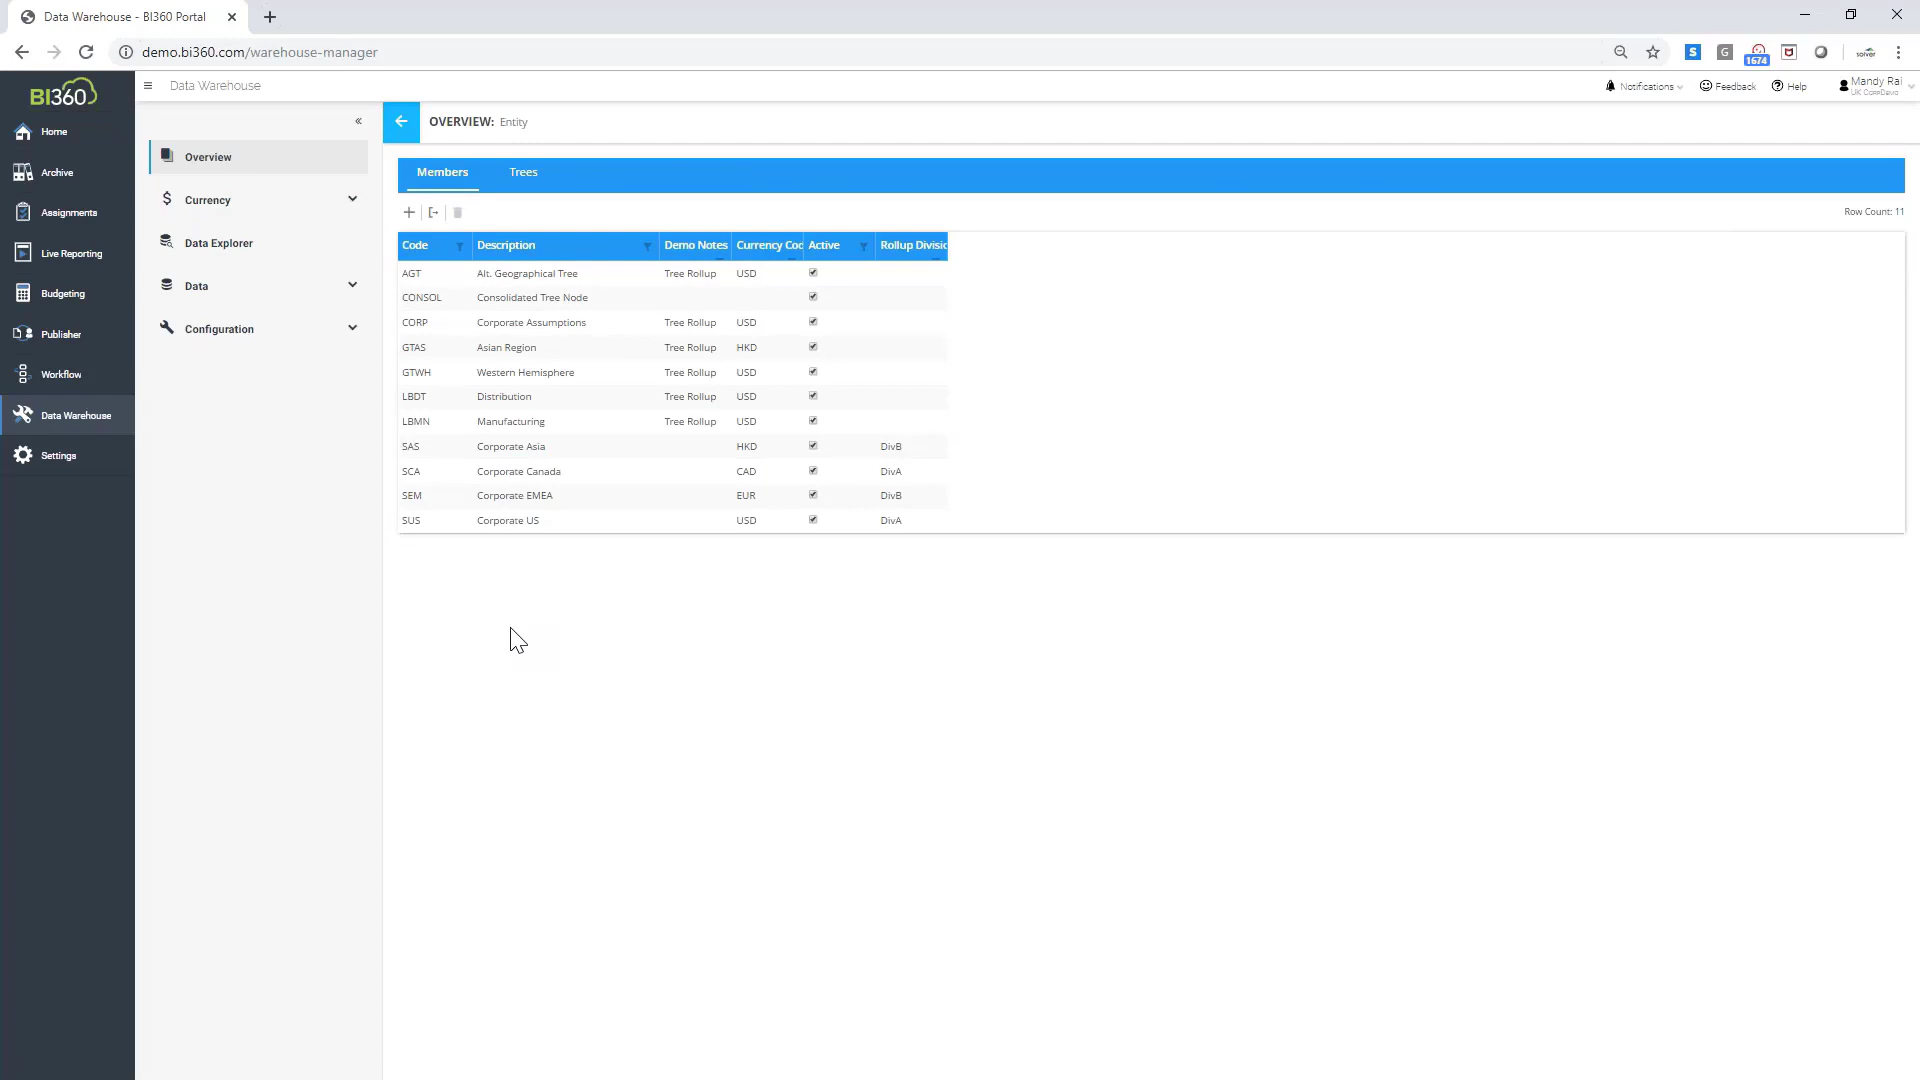 Data Warehouse - BI360 Portal
demo.bi360.com/warehouse-manager
S
G
1674
solver
BI360
Data Warehouse
Notifications
Feedback
Help
Mandy Rai
UK CorpDemo
Home
Archive
Assignments
Live Reporting
Budgeting
Publisher
Workflow
Data Warehouse
Settings
Overview
Currency
Data Explorer
Data
Configuration
OVERVIEW: Entity
Members Trees
Row Count: 11
Code Description Demo Notes Currency Coc Active Rollup Divisic
AGT Alt. Geographical Tree Tree Rollup USD
CONSOL Consolidated Tree Node
CORP Corporate Assumptions Tree Rollup USD
GTAS Asian Region Tree Rollup HKD
GTWH Western Hemisphere Tree Rollup USD
LBDT Distribution Tree Rollup USD
LBMN Manufacturing Tree Rollup USD
SAS Corporate Asia HKD DivB
SCA Corporate Canada CAD DivA
SEM Corporate EMEA EUR DivB
SUS Corporate US USD DivA